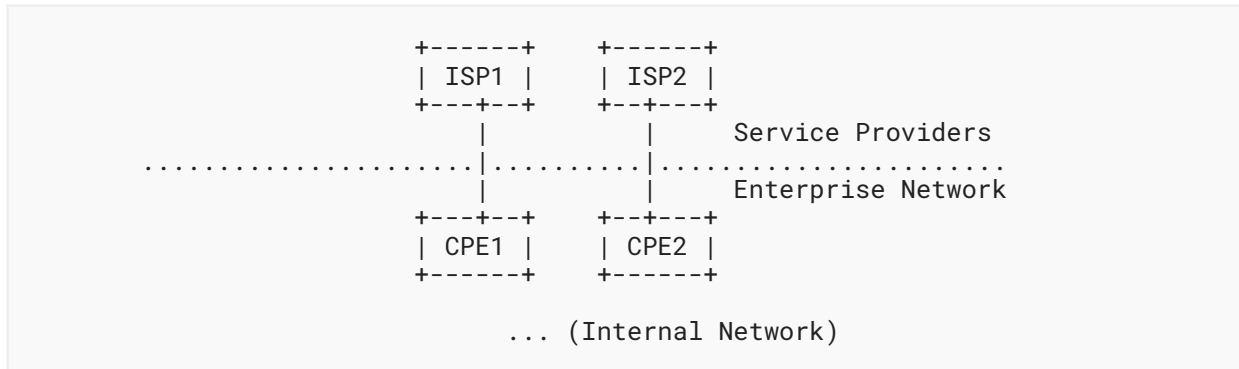 +------+    +------+
| ISP1 |    | ISP2 |
+---+--+    +--+---+
    |          |     Service Providers
......................|..........|.......................
    |          |     Enterprise Network
+---+--+    +--+---+
| CPE1 |    | CPE2 |
+------+    +------+
... (Internal Network)